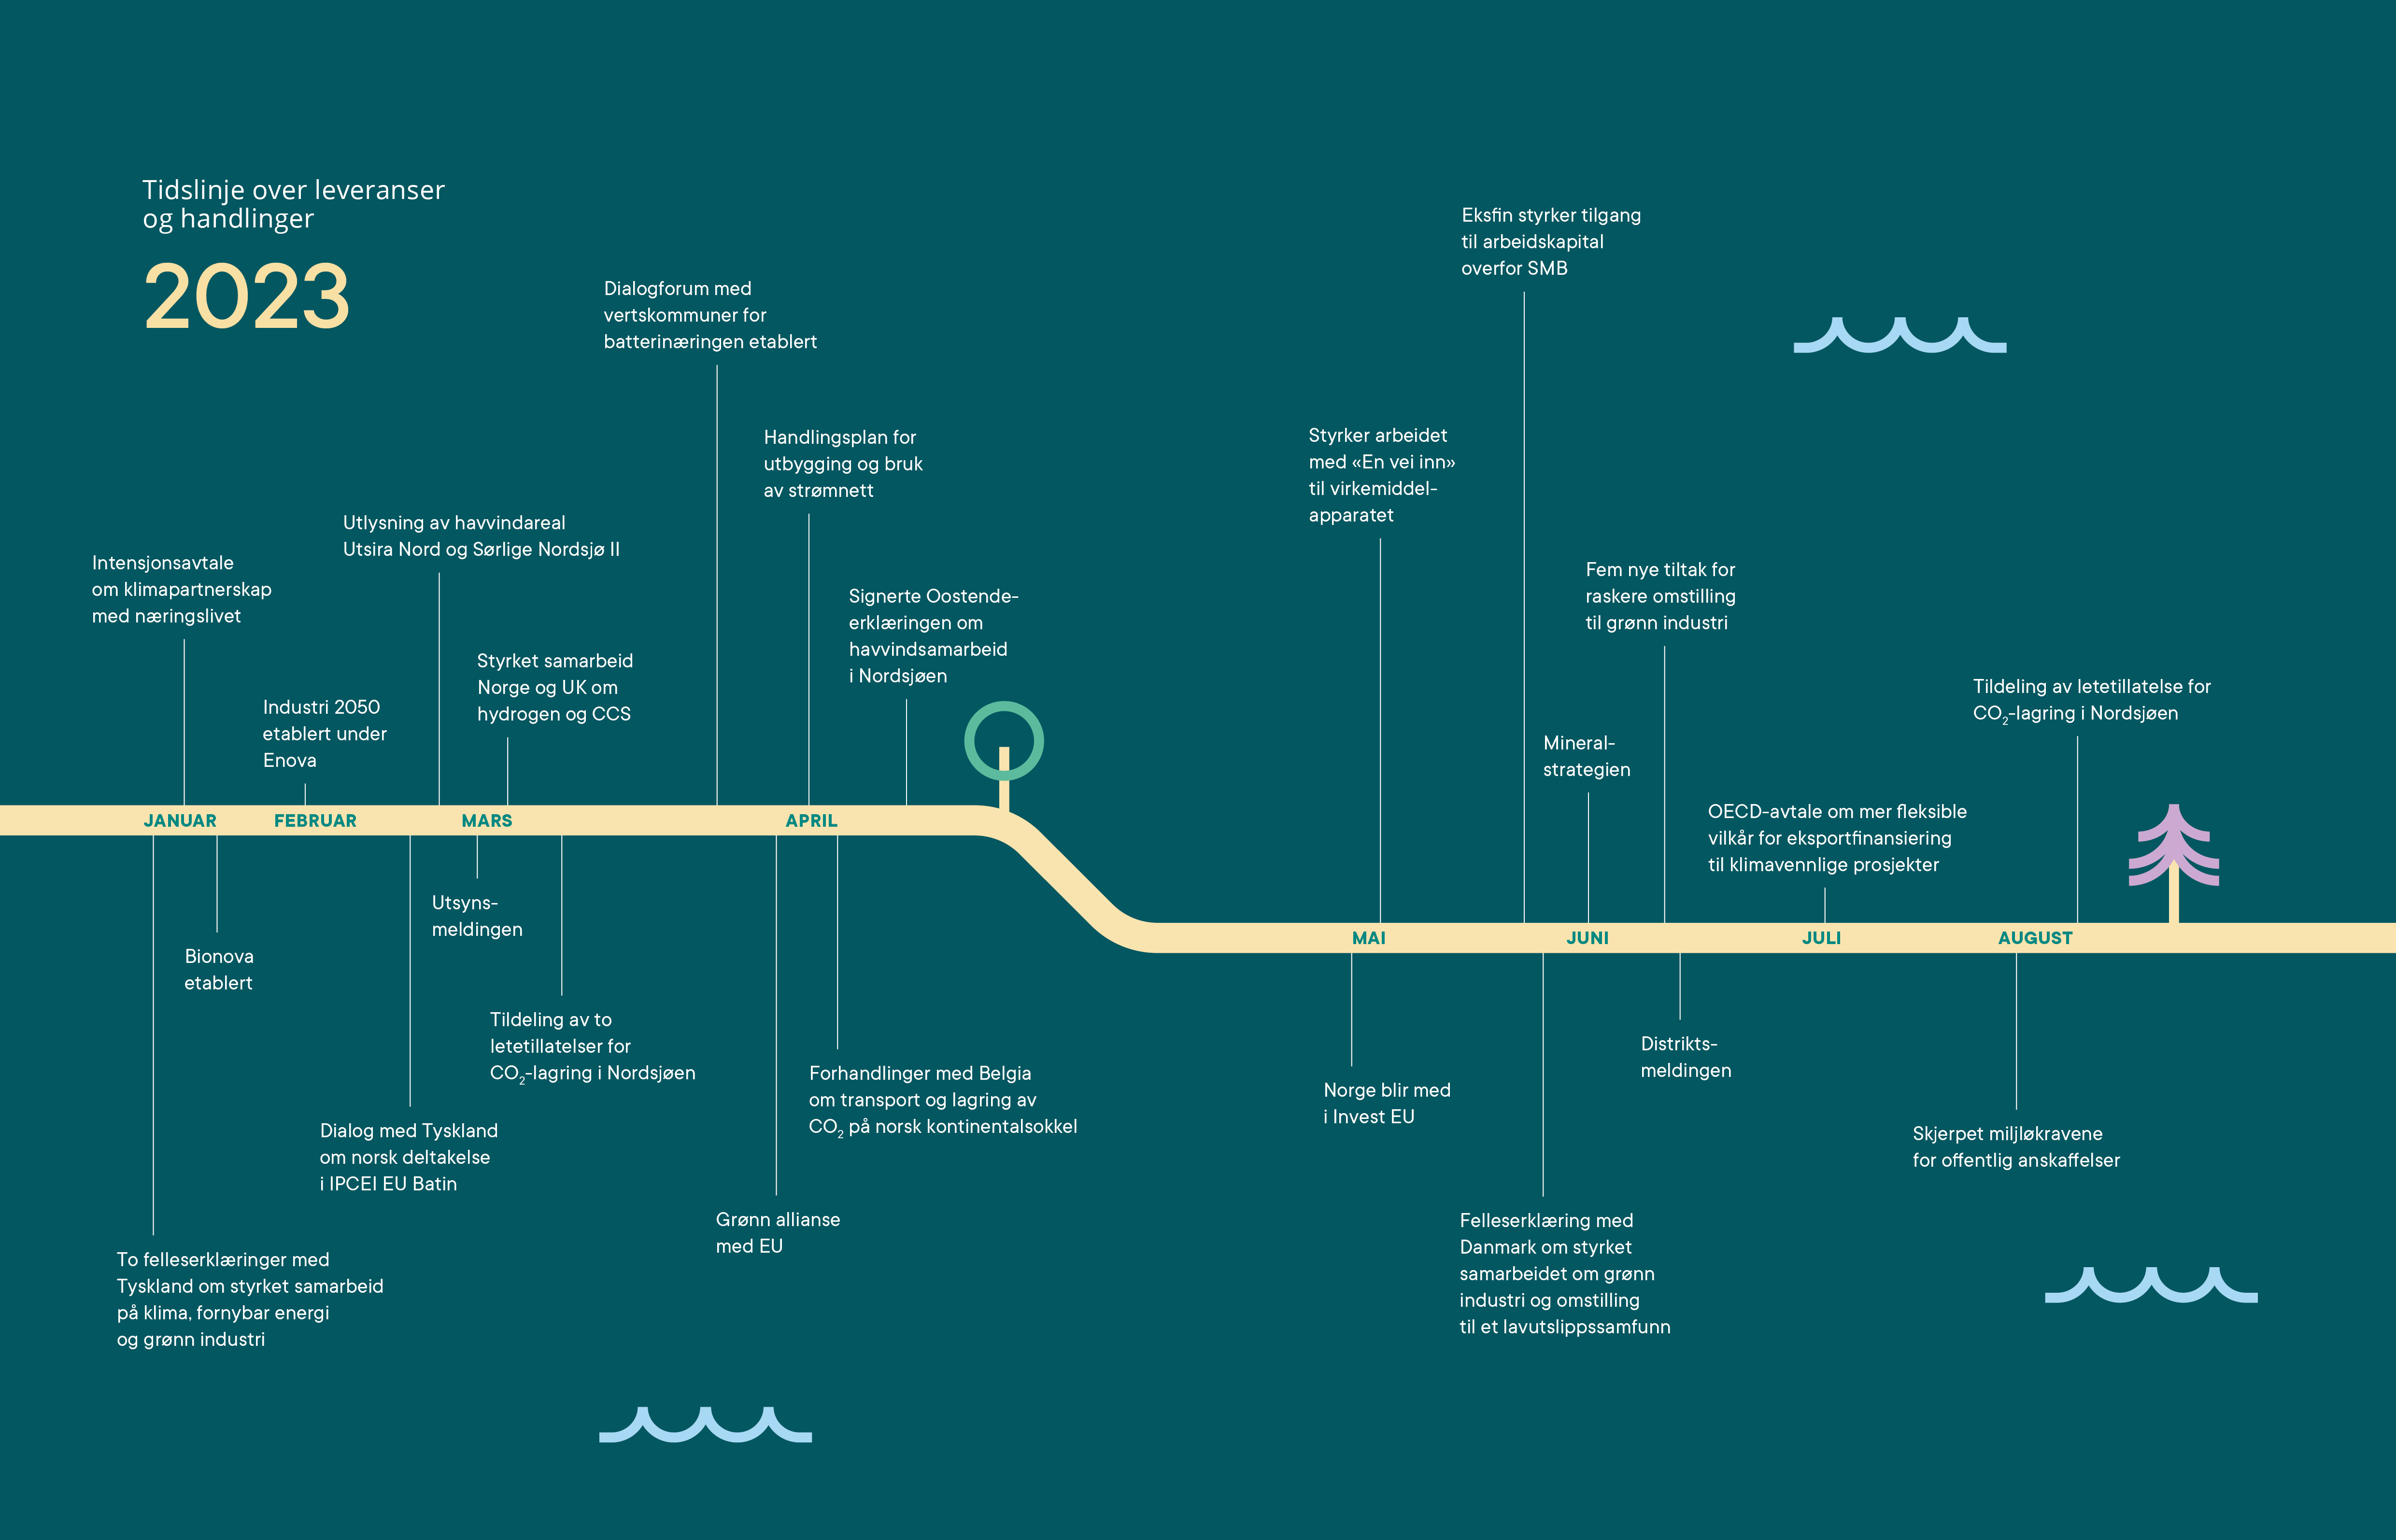 Tidslinje over leveranser
og handlinger
2023
Intensjonsavtale
om klimapartnerskap
med næringslivet
Industri 2050
etablert under
Enova
Utlysning av havvindareal
Utsira Nord og Sørlige Nordsjø II
Styrket samarbeid
Norge og UK om
hydrogen og CCS
Dialogforum med
vertskommuner for
batterinæringen etablert
Handlingsplan for
utbygging og bruk
av strømnett
Signerte Oostende-
erklæringen om
havvindsamarbeid
i Nordsjøen
Styrker arbeidet
med «En vei inn»
til virkemiddel-
apparatet
Eksfin styrker tilgang
til arbeidskapital
overfor SMB
Mineral-
strategien
Fem nye tiltak for
raskere omstilling
til grønn industri
OECD-avtale om mer fleksible
vilkår for eksportfinansiering
til klimavennlige prosjekter
Tildeling av letetillatelse for
CO₂-lagring i Nordsjøen
JANUAR
FEBRUAR
MARS
APRIL
MAI
JUNI
JULI
AUGUST
To felleserklæringer med
Tyskland om styrket samarbeid
på klima, fornybar energi
og grønn industri
Bionova
etablert
Dialog med Tyskland
om norsk deltakelse
i IPCEI EU Batin
Utsyns-
meldingen
Tildeling av to
letetillatelser for
CO₂-lagring i Nordsjøen
Grønn allianse
med EU
Forhandlinger med Belgia
om transport og lagring av
CO₂ på norsk kontinentalsokkel
Norge blir med
i Invest EU
Felleserklæring med
Danmark om styrket
samarbeidet om grønn
industri og omstilling
til et lavutslippssamfunn
Distrikts-
meldingen
Skjerpet miljløkravene
for offentlig anskaffelser